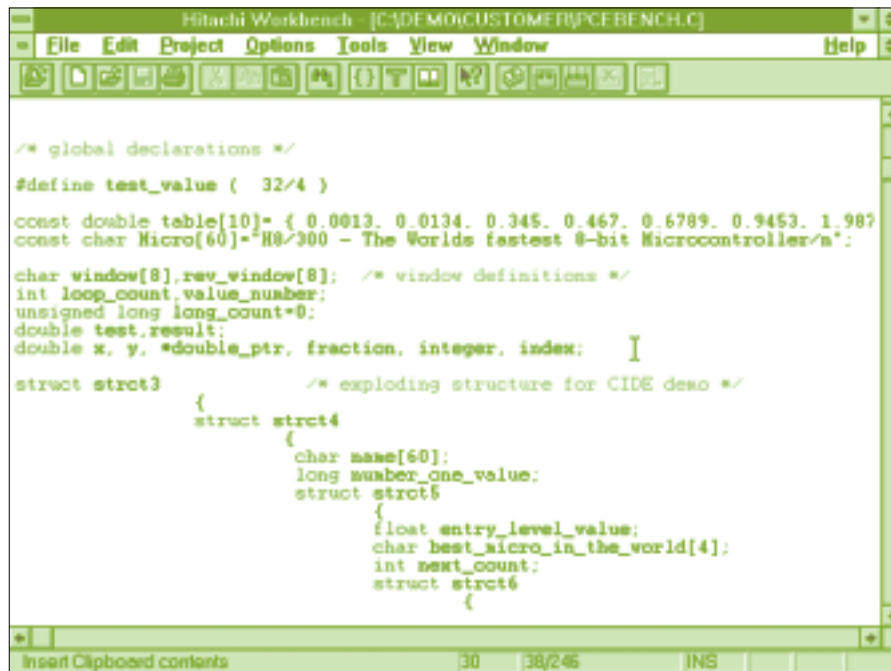 Hitachi Workbench - [C:\DEMO\CUSTOMER\PCEBENCH.C]
File Edit Project Options Tools View Window Help
/* global declarations */
#define test_value ( 32/4 )
const double table[10]= { 0.0013, 0.0134, 0.345, 0.467, 0.6789, 0.9453, 1.987
const char Micro[60]="H8/300 - The Worlds fastest 8-bit Microcontroller/n";
char window[8],rev_window[8]; /* window definitions */
int loop_count,value_number;
unsigned long long_count=0;
double test,result;
double x, y, *double_ptr, fraction, integer, index;
struct strct3 /* exploding structure for CIDE demo */
{
struct strct4
{
char name[60];
long number_one_value;
struct strct5
{
float entry_level_value;
char best_micro_in_the_world[4];
int next_count;
struct strct6
{
Insert Clipboard contents 30 38/246 INS